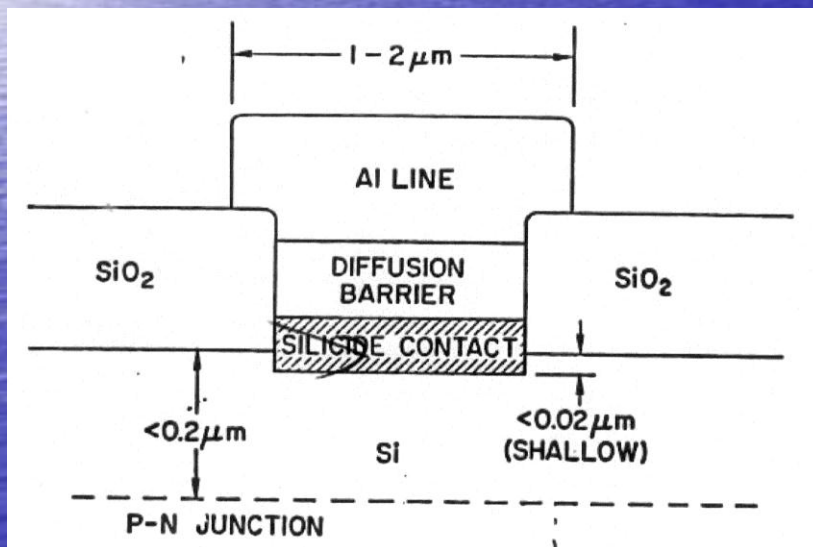 1-2μm
Al LINE
SiO₂
DIFFUSION
BARRIER
SiO₂
SILICIDE CONTACT
<0.2μm
<0.02μm
(SHALLOW)
Si
P-N JUNCTION